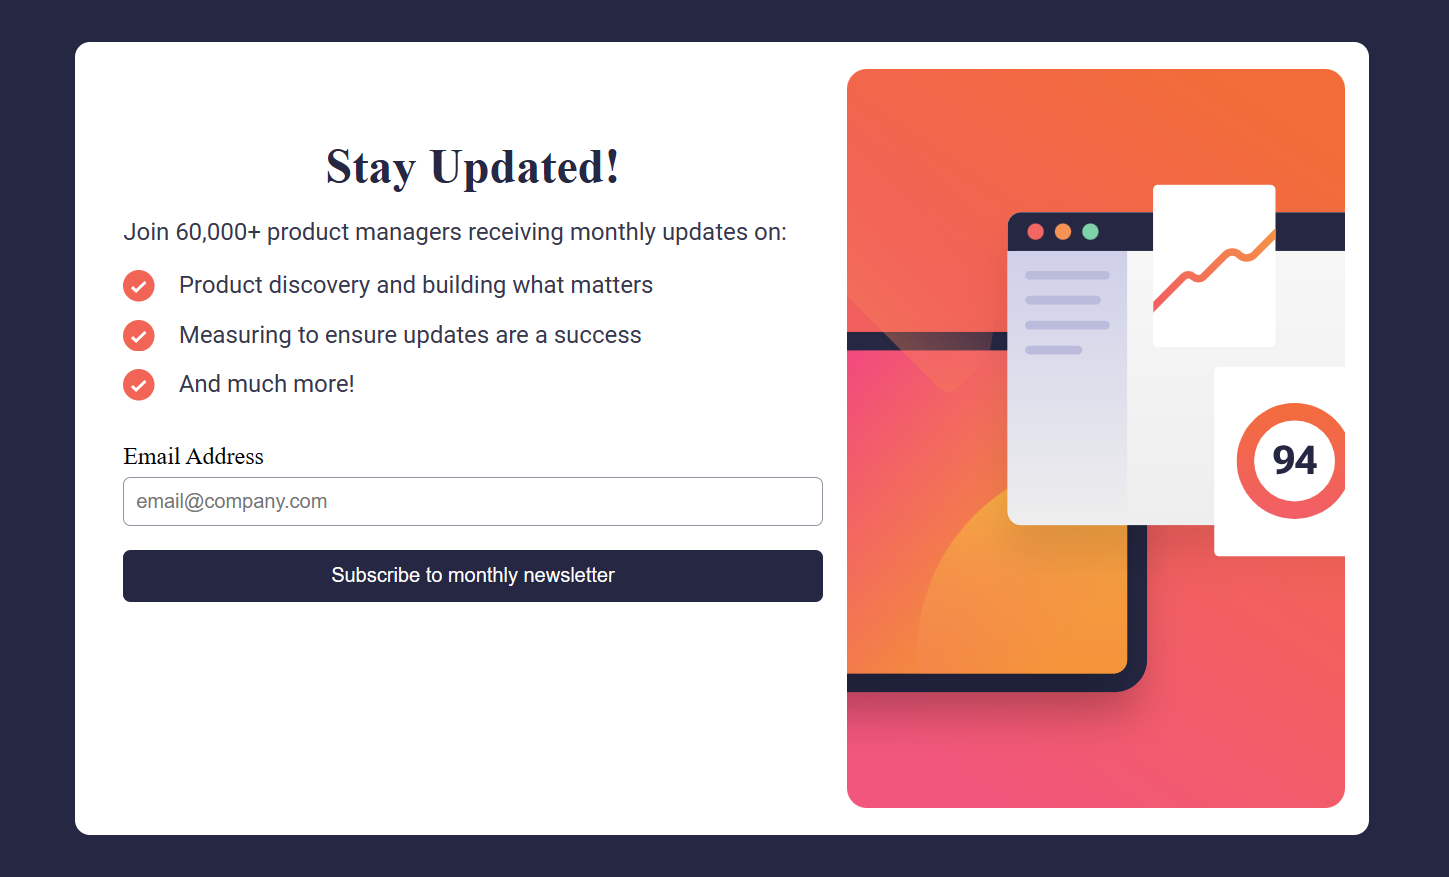 Stay Updated!
Join 60,000+ product managers receiving monthly updates on:
Product discovery and building what matters
Measuring to ensure updates are a success
And much more!
Email Address
email@company.com
Subscribe to monthly newsletter
94